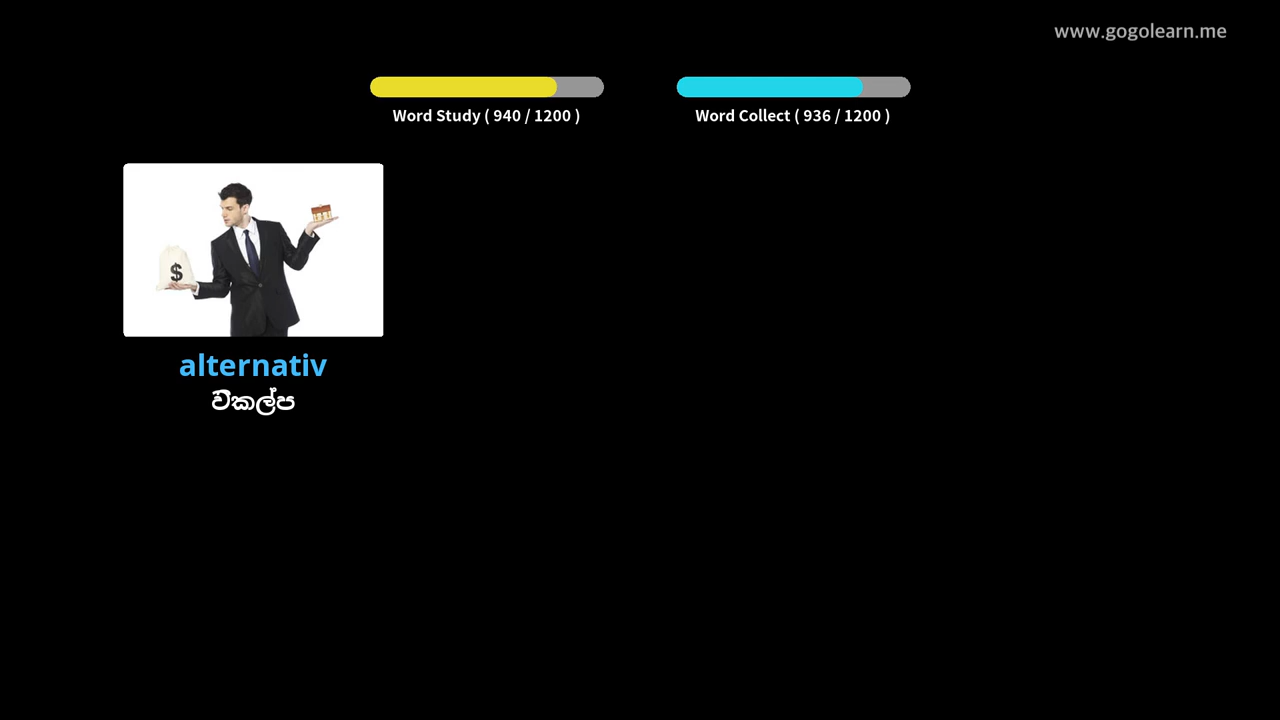 www.gogolearn.me
Word Study ( 940 / 1200 )
Word Collect ( 936 / 1200 )
$
alternativ
විකල්ප